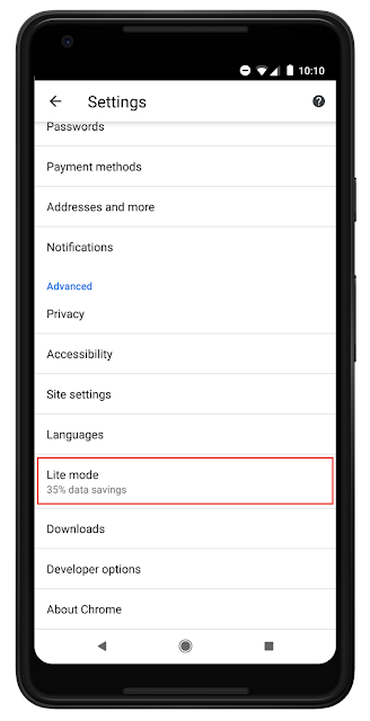 10:10
Settings
Passwords
Payment methods
Addresses and more
Notifications
Advanced
Privacy
Accessibility
Site settings
Languages
Lite mode
35% data savings
Downloads
Developer options
About Chrome